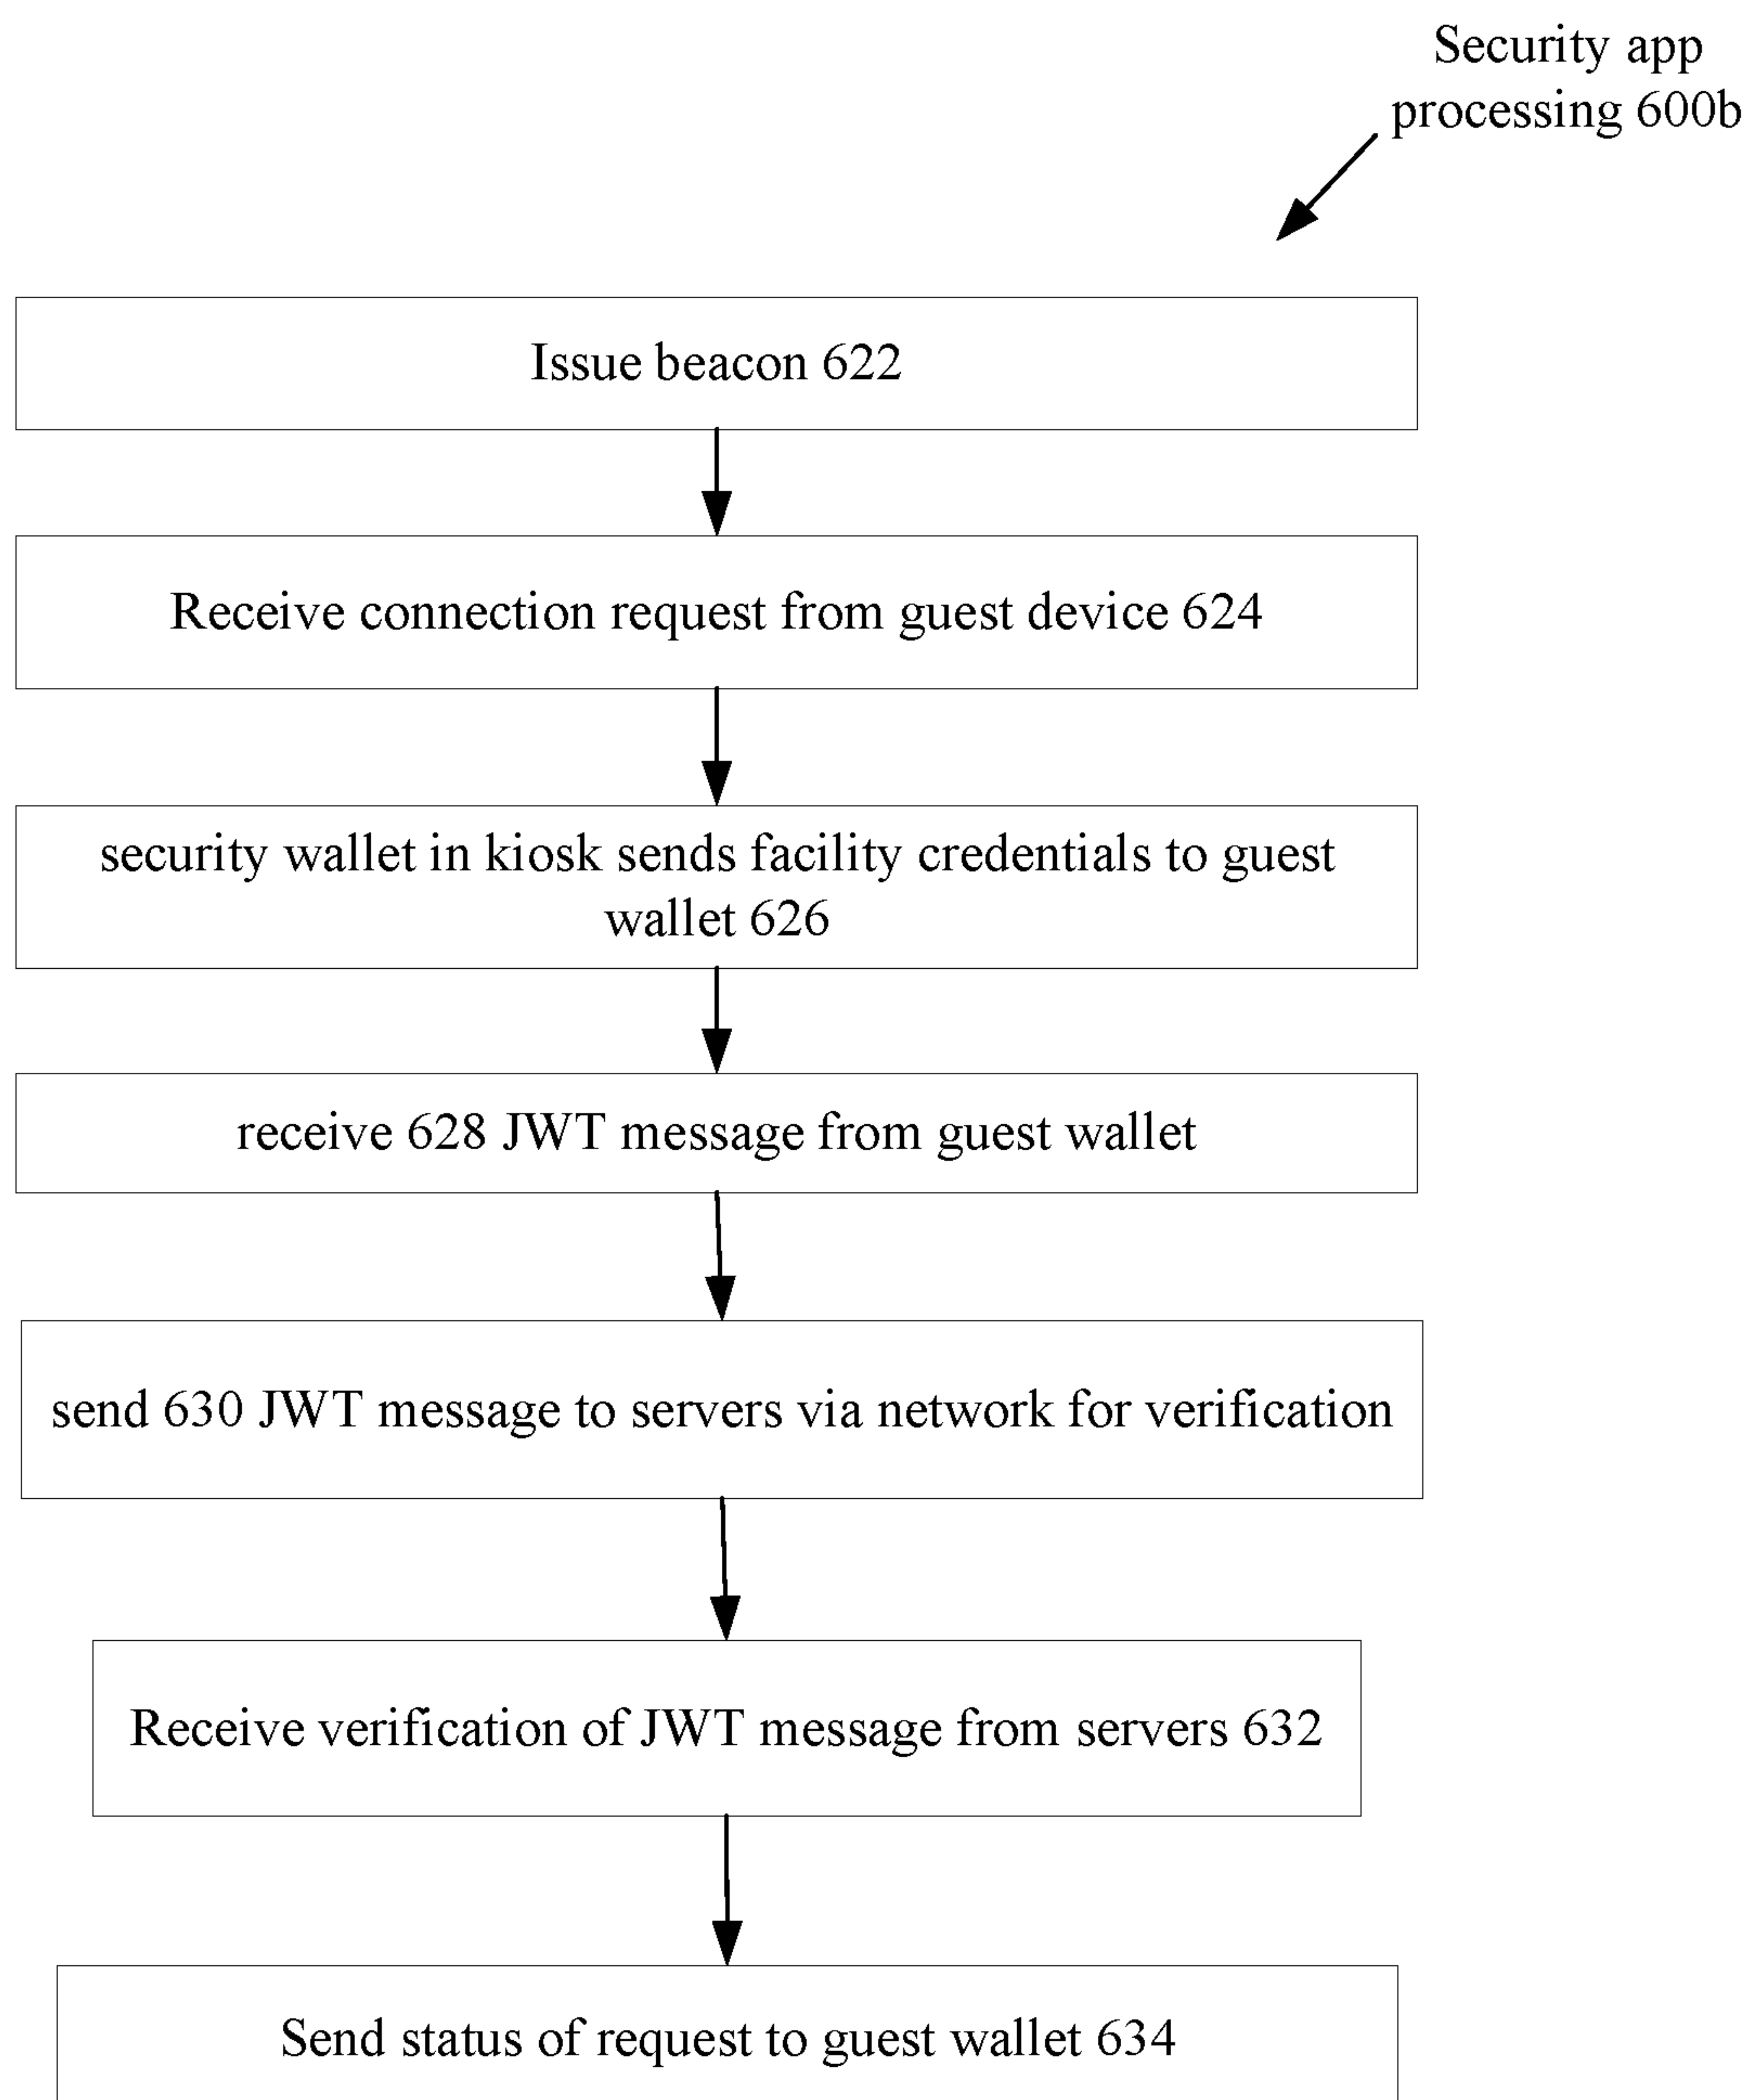 Security app
processing 600b
Issue beacon 622
Receive connection request from guest device 624
security wallet in kiosk sends facility credentials to guest
wallet 626
receive 628 JWT message from guest wallet
send 630 JWT message to servers via network for verification
Receive verification of JWT message from servers 632
Send status of request to guest wallet 634